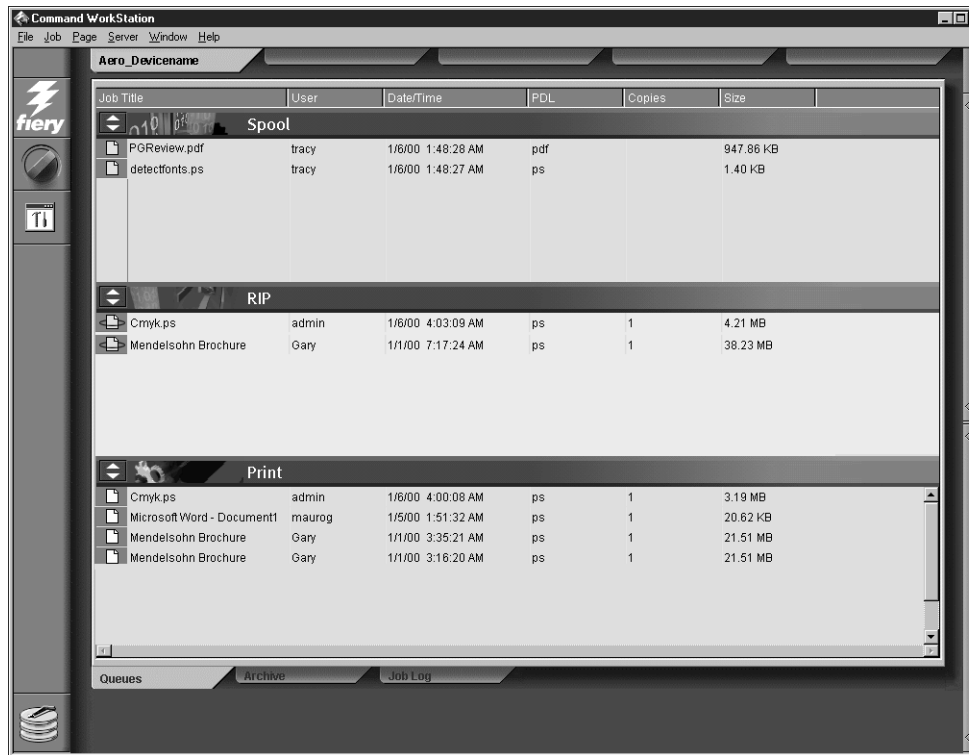 Command WorkStation
File Job Page Server Window Help
Aero_Devicename
fiery
Job Title User Date/Time PDL Copies Size
Spool
PGReview.pdf tracy 1/6/00 1:48:28 AM pdf 947.86 KB
detectfonts.ps tracy 1/6/00 1:48:27 AM ps 1.40 KB
RIP
Cmyk.ps admin 1/6/00 4:03:09 AM ps 1 4.21 MB
Mendelsohn Brochure Gary 1/1/00 7:17:24 AM ps 1 38.23 MB
Print
Cmyk.ps admin 1/6/00 4:00:08 AM ps 1 3.19 MB
Microsoft Word - Document1 maurog 1/5/00 1:51:32 AM ps 1 20.62 KB
Mendelsohn Brochure Gary 1/1/00 3:35:21 AM ps 1 21.51 MB
Mendelsohn Brochure Gary 1/1/00 3:16:20 AM ps 1 21.51 MB
Queues Archive Job Log